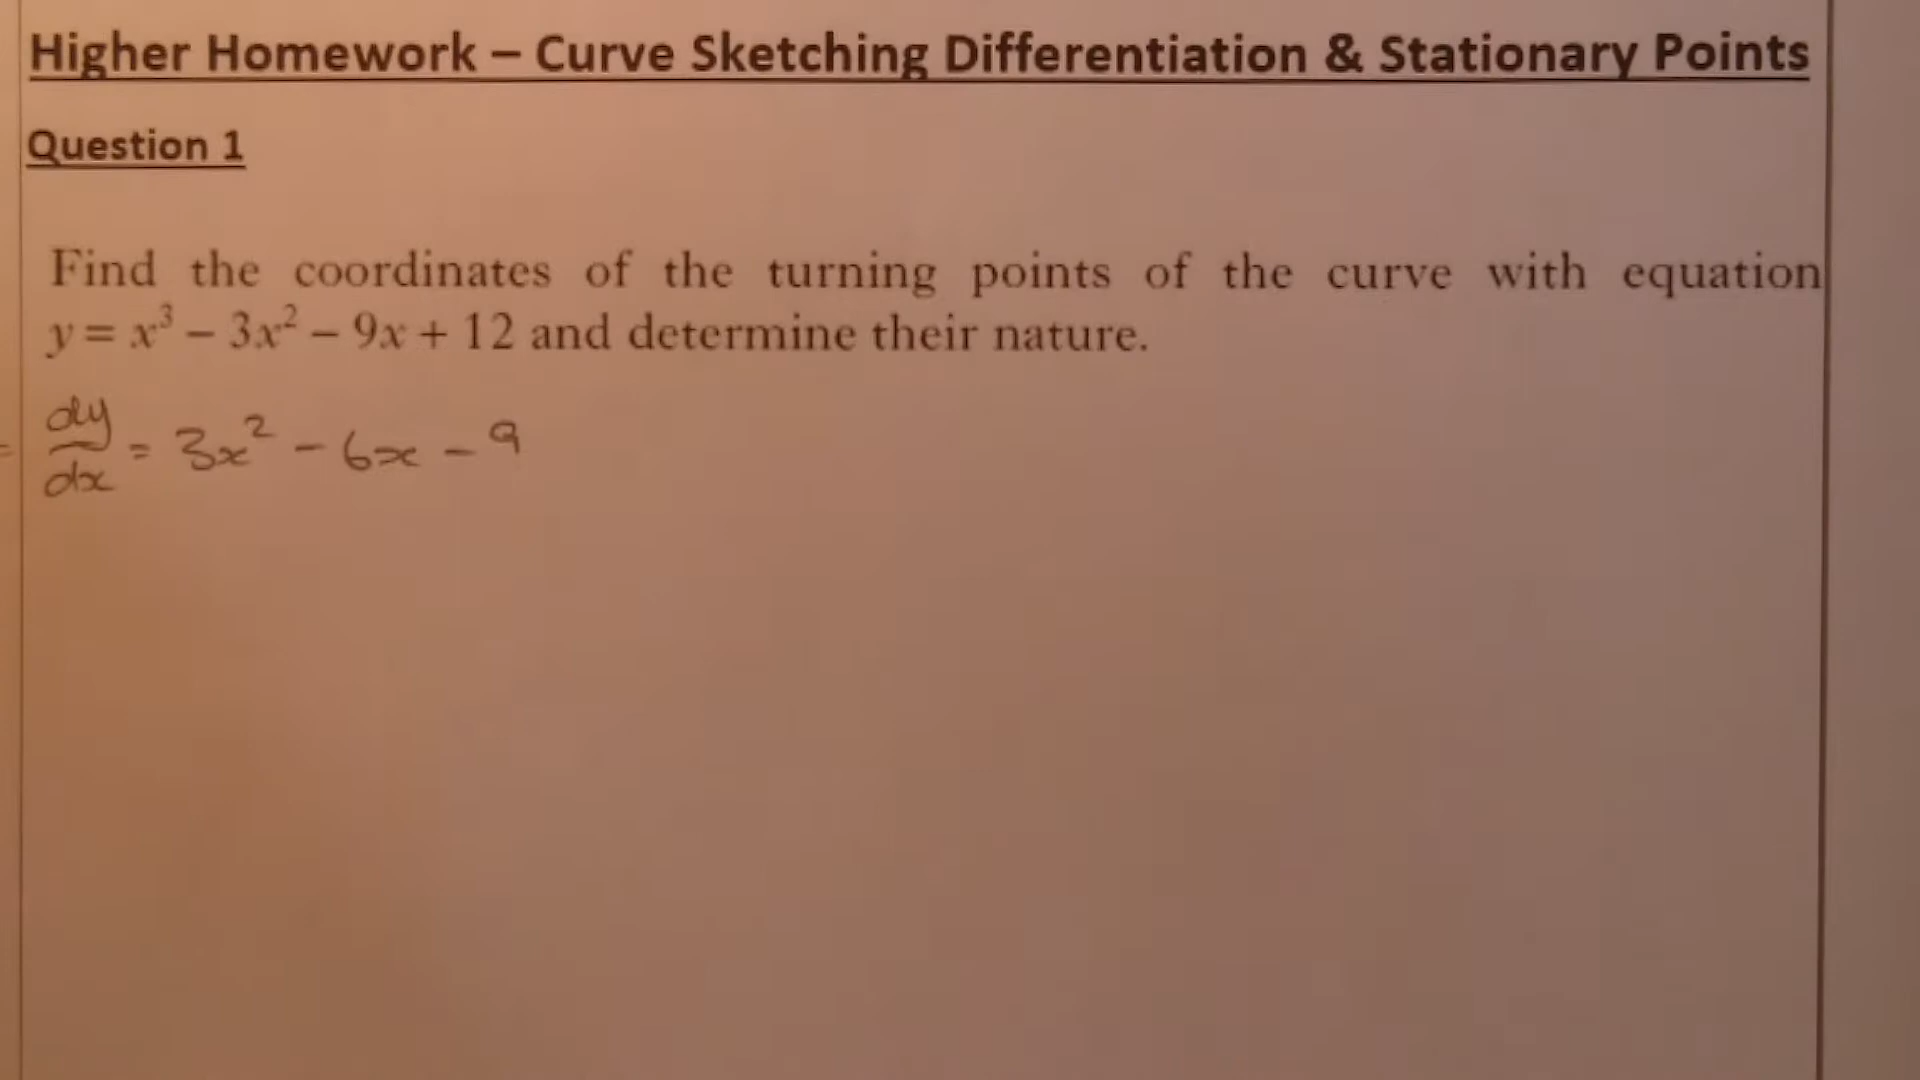 Higher Homework – Curve Sketching Differentiation & Stationary Points
Question 1
Find the coordinates of the turning points of the curve with equation
y = x³ – 3x² – 9x + 12 and determine their nature.
dy/dx = 3x² - 6x - 9